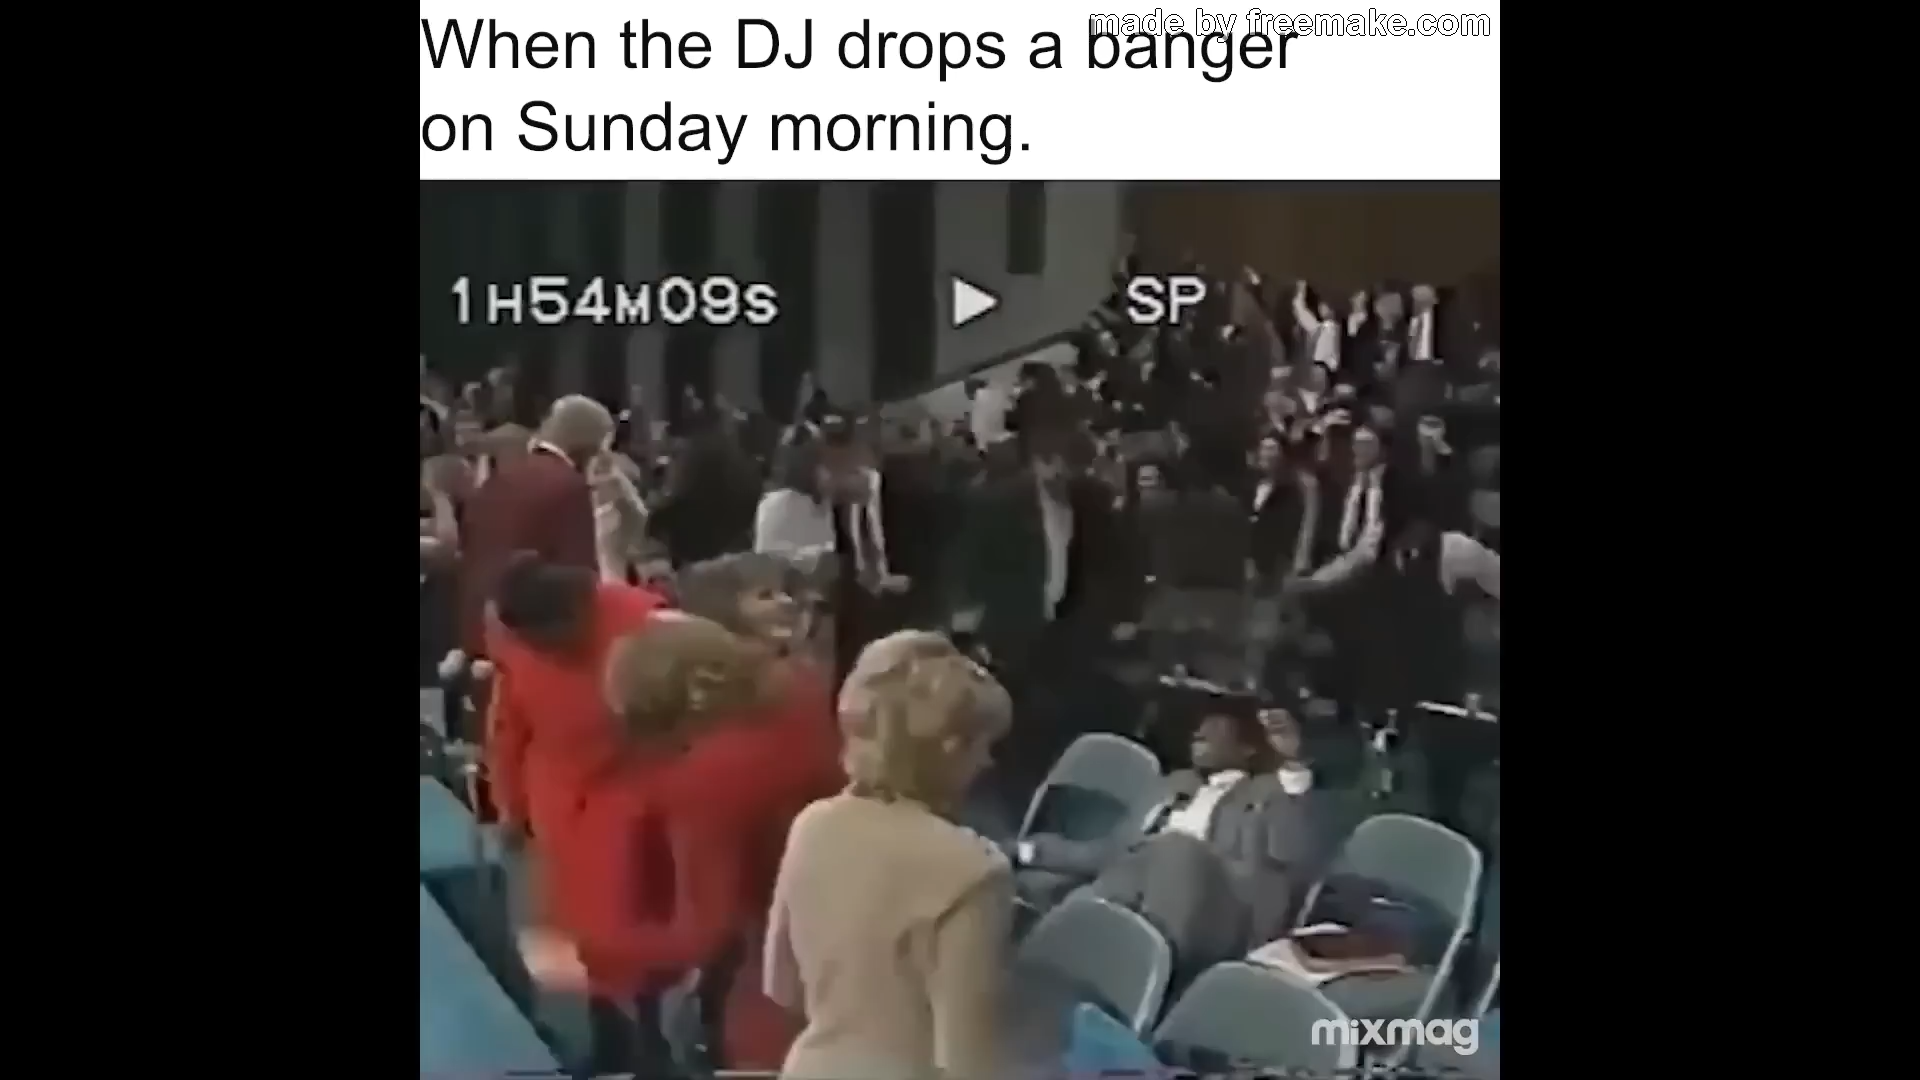 made by freemake.com
When the DJ drops a banger
on Sunday morning.
1H54M09S ▶ SP
mixmag